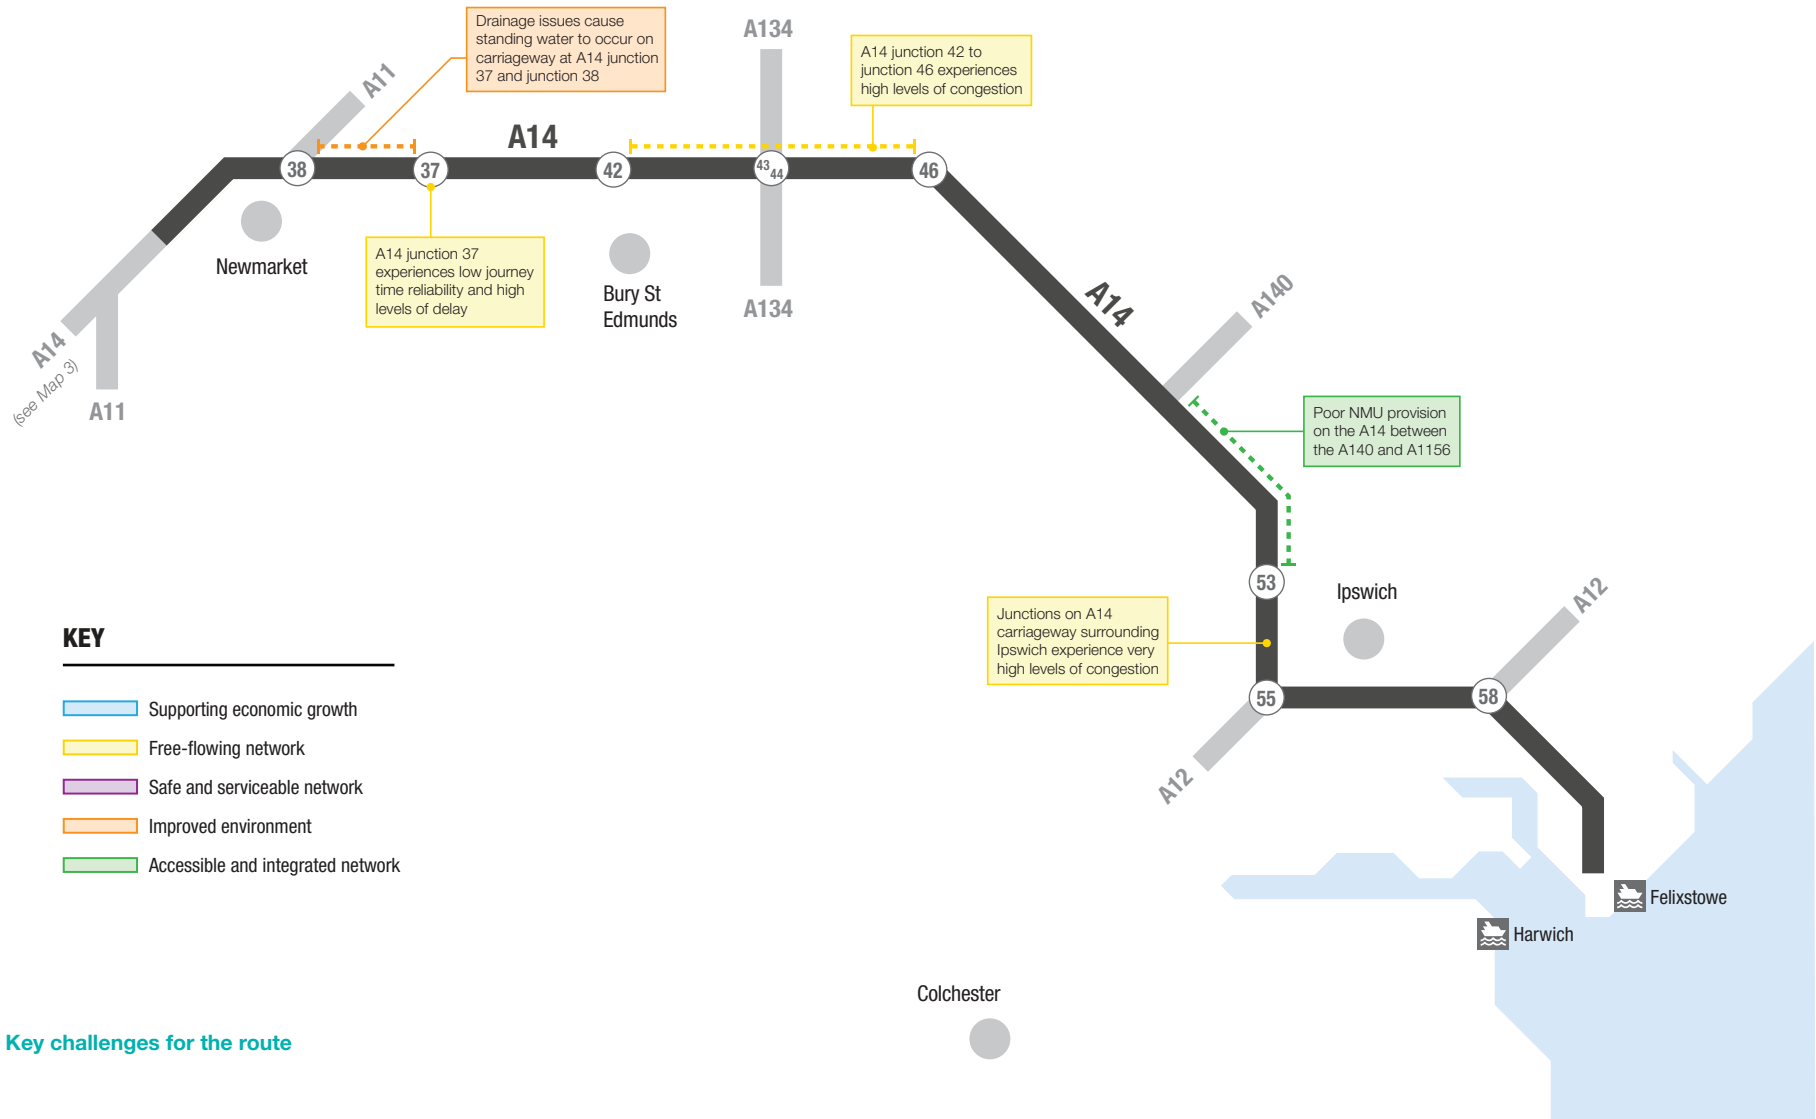 Drainage issues cause
standing water to occur on
carriageway at A14 junction
37 and junction 38
A134
A14 junction 42 to
junction 46 experiences
high levels of congestion
A11
A14
38
37
42
43
44
46
Newmarket
A14 junction 37
experiences low journey
time reliability and high
levels of delay
Bury St
Edmunds
A134
A14
(see Map 3)
A11
A14
A140
Poor NMU provision
on the A14 between
the A140 and A1156
53
Ipswich
A12
Junctions on A14
carriageway surrounding
Ipswich experience very
high levels of congestion
55
58
A12
KEY
Supporting economic growth
Free-flowing network
Safe and serviceable network
Improved environment
Accessible and integrated network
Felixstowe
Harwich
Colchester
Key challenges for the route